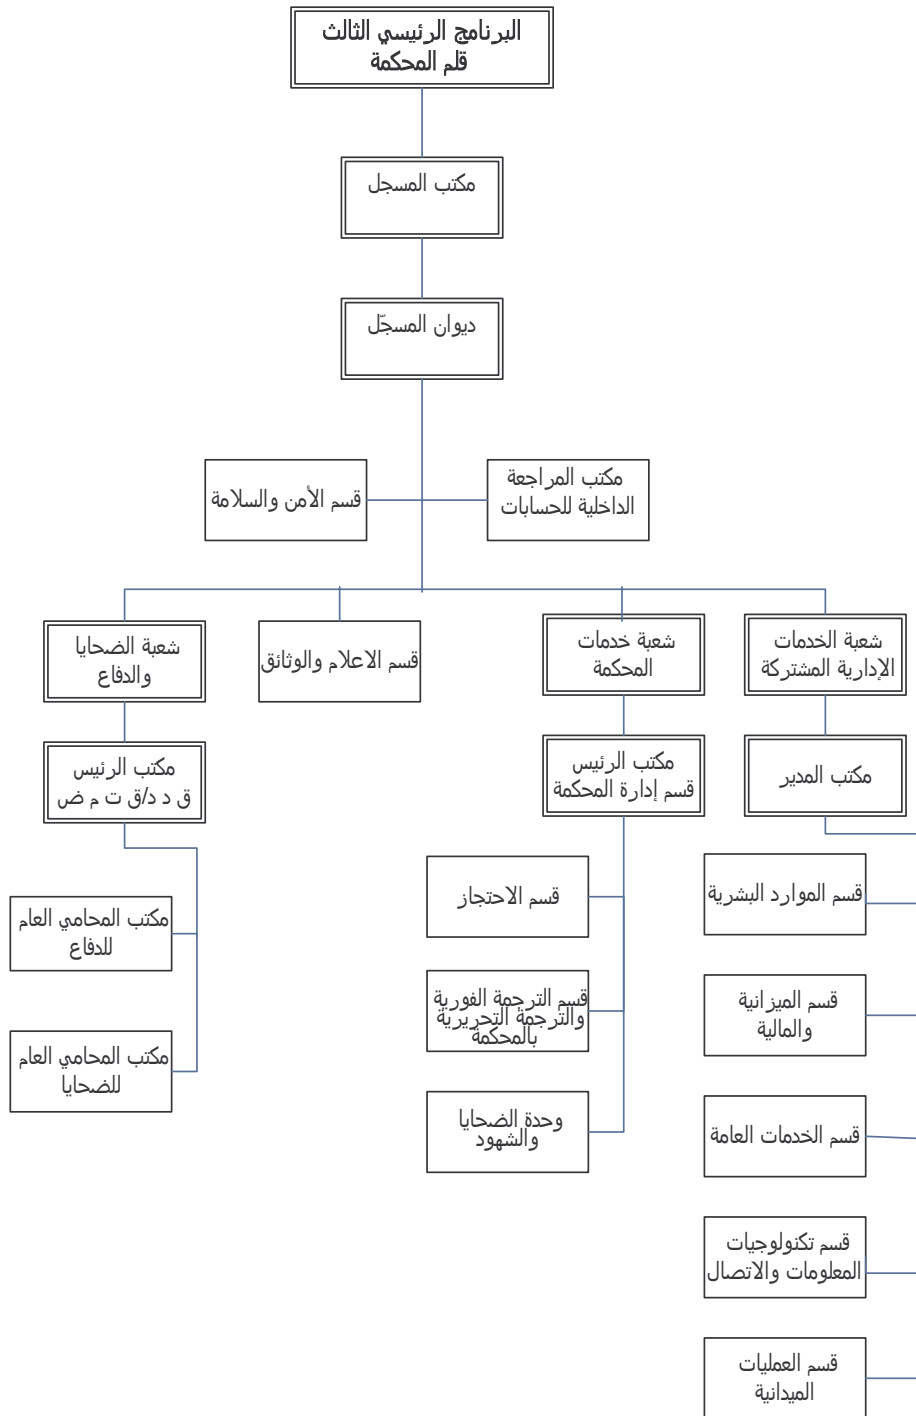 البرنامج الرئيسي الثالث
قلم المحكمة
مكتب المسجل
ديوان المسجّل
مكتب المراجعة
الداخلية للحسابات
قسم الأمن والسلامة
شعبة الخدمات
الإدارية المشتركة
شعبة خدمات
المحكمة
قسم الاعلام والوثائق
شعبة الضحايا
والدفاع
مكتب المدير
مكتب الرئيس
قسم إدارة المحكمة
مكتب الرئيس
ق د د/ق ت م ض
قسم الموارد البشرية
قسم الميزانية
والمالية
قسم الخدمات العامة
قسم تكنولوجيات
المعلومات والاتصال
قسم العمليات
الميدانية
قسم الاحتجاز
قسم الترجمة الفورية
والترجمة التحريرية
بالمحكمة
وحدة الضحايا
والشهود
مكتب المحامي العام
للدفاع
مكتب المحامي العام
للضحايا